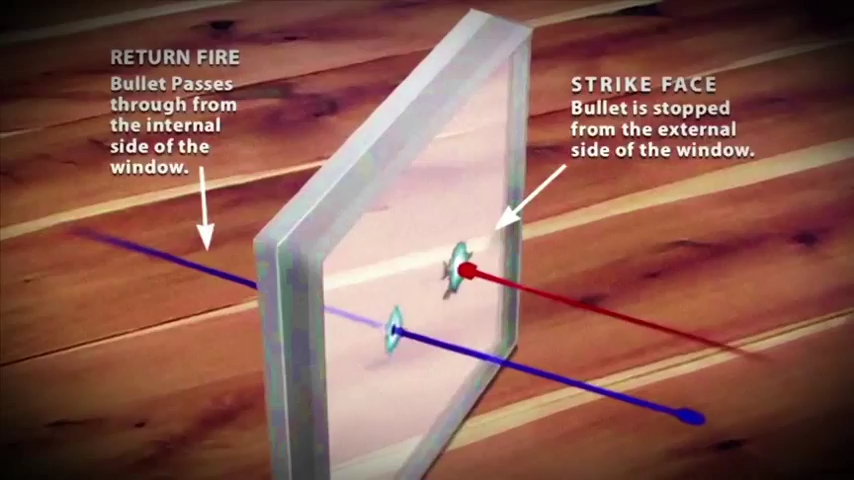 RETURN FIRE
Bullet Passes
through from
the internal
side of the
window.
STRIKE FACE
Bullet is stopped
from the external
side of the window.